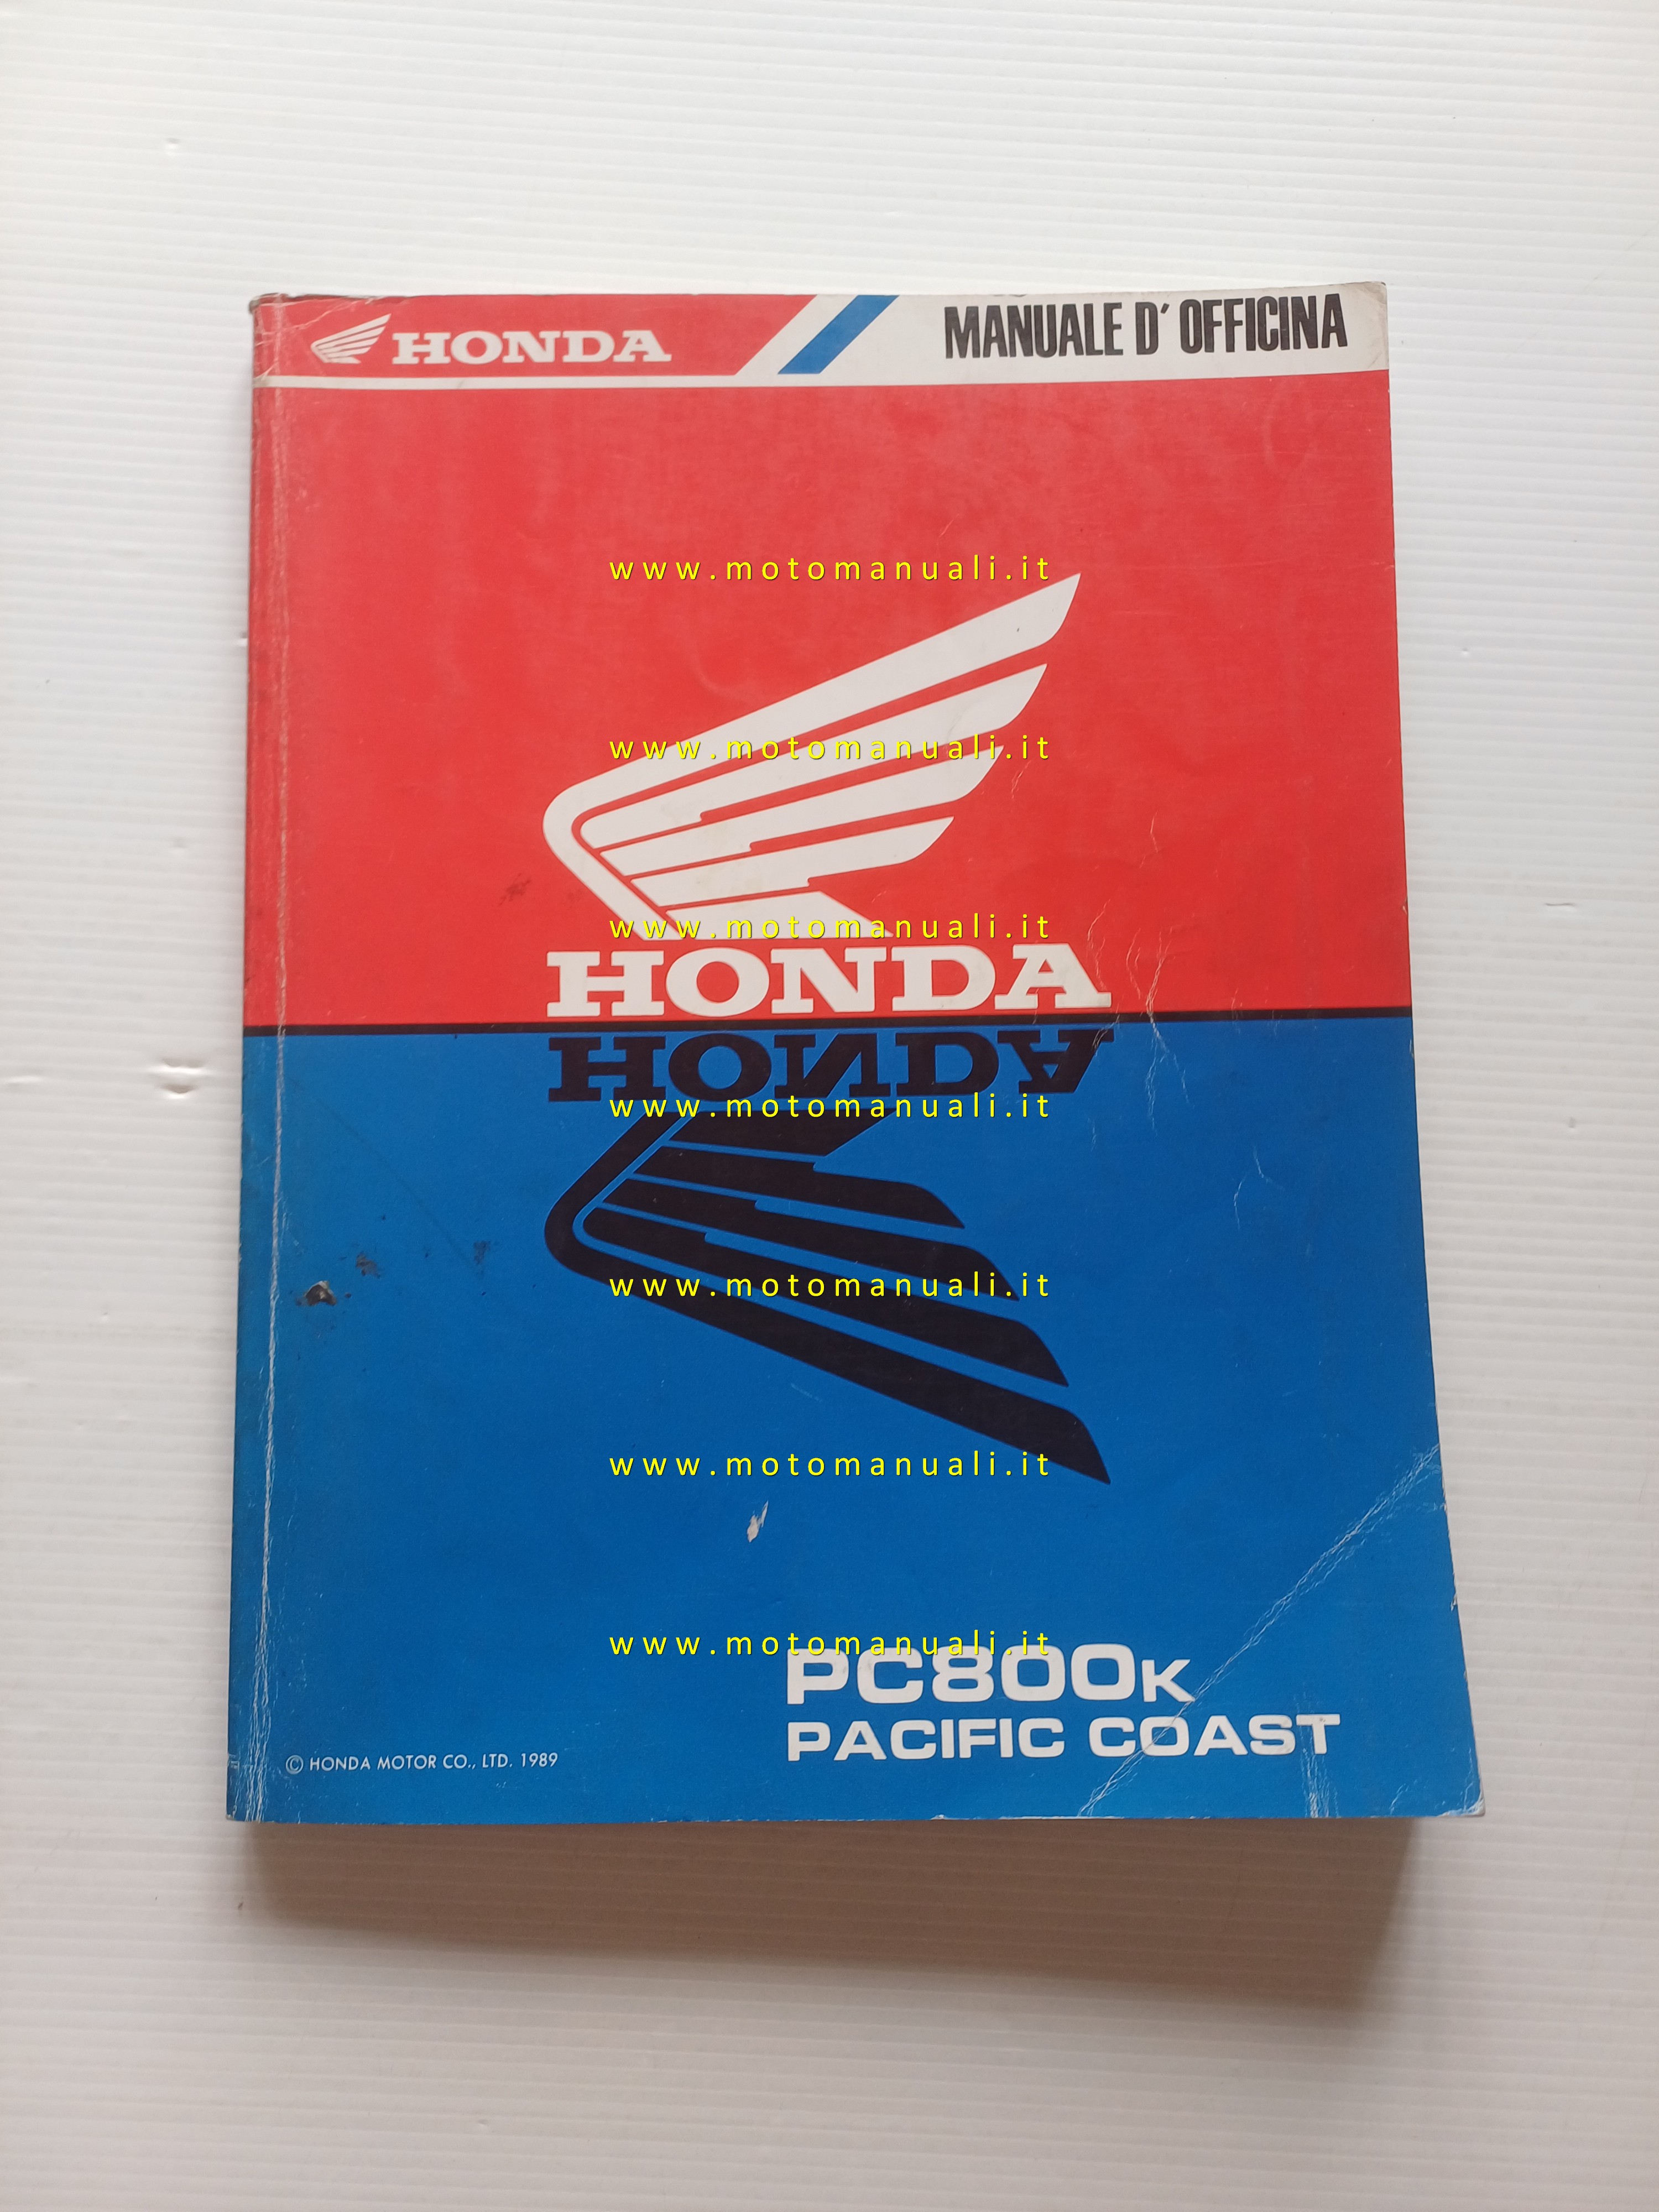 HONDA
MANUALE D' OFFICINA
www.motomanuali.it
www.motomanuali.it
www.motomanuali.it
HONDA
HONDA
www.motomanuali.it
www.motomanuali.it
www.motomanuali.it
www.motomanuali.it
PC800K
PACIFIC COAST
© HONDA MOTOR CO., LTD. 1989